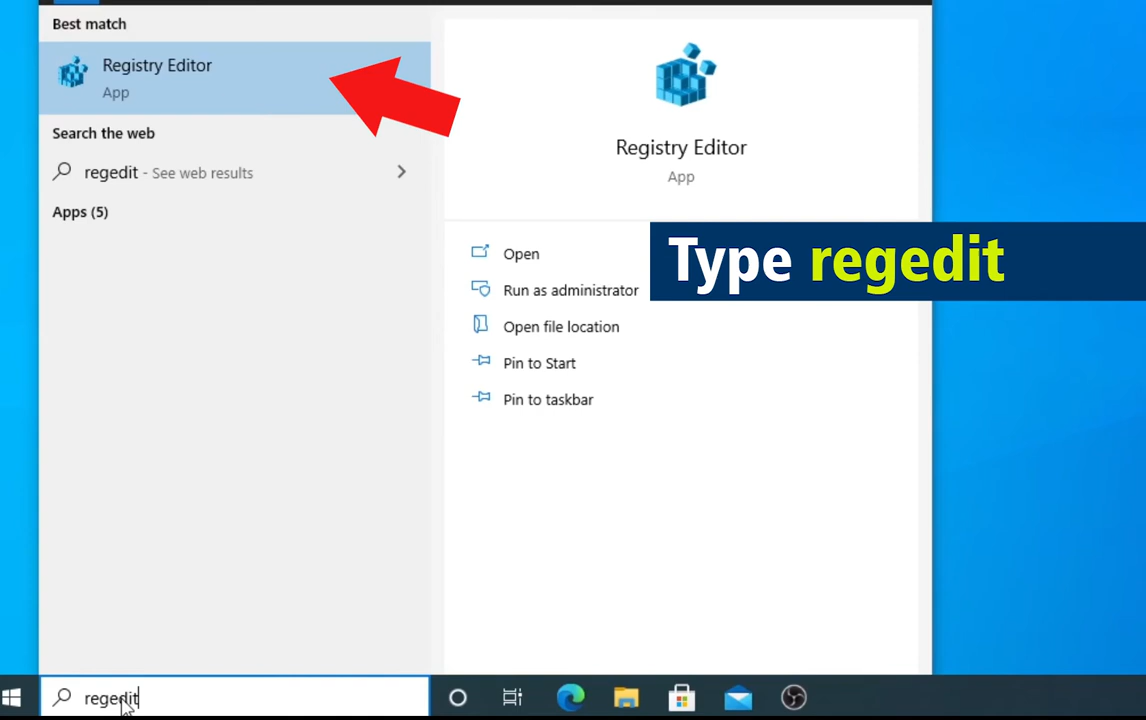 Best match
Registry Editor
App
Search the web
regedit - See web results
Apps (5)
Registry Editor
App
Open
Run as administrator
Open file location
Pin to Start
Pin to taskbar
Type regedit
regedit